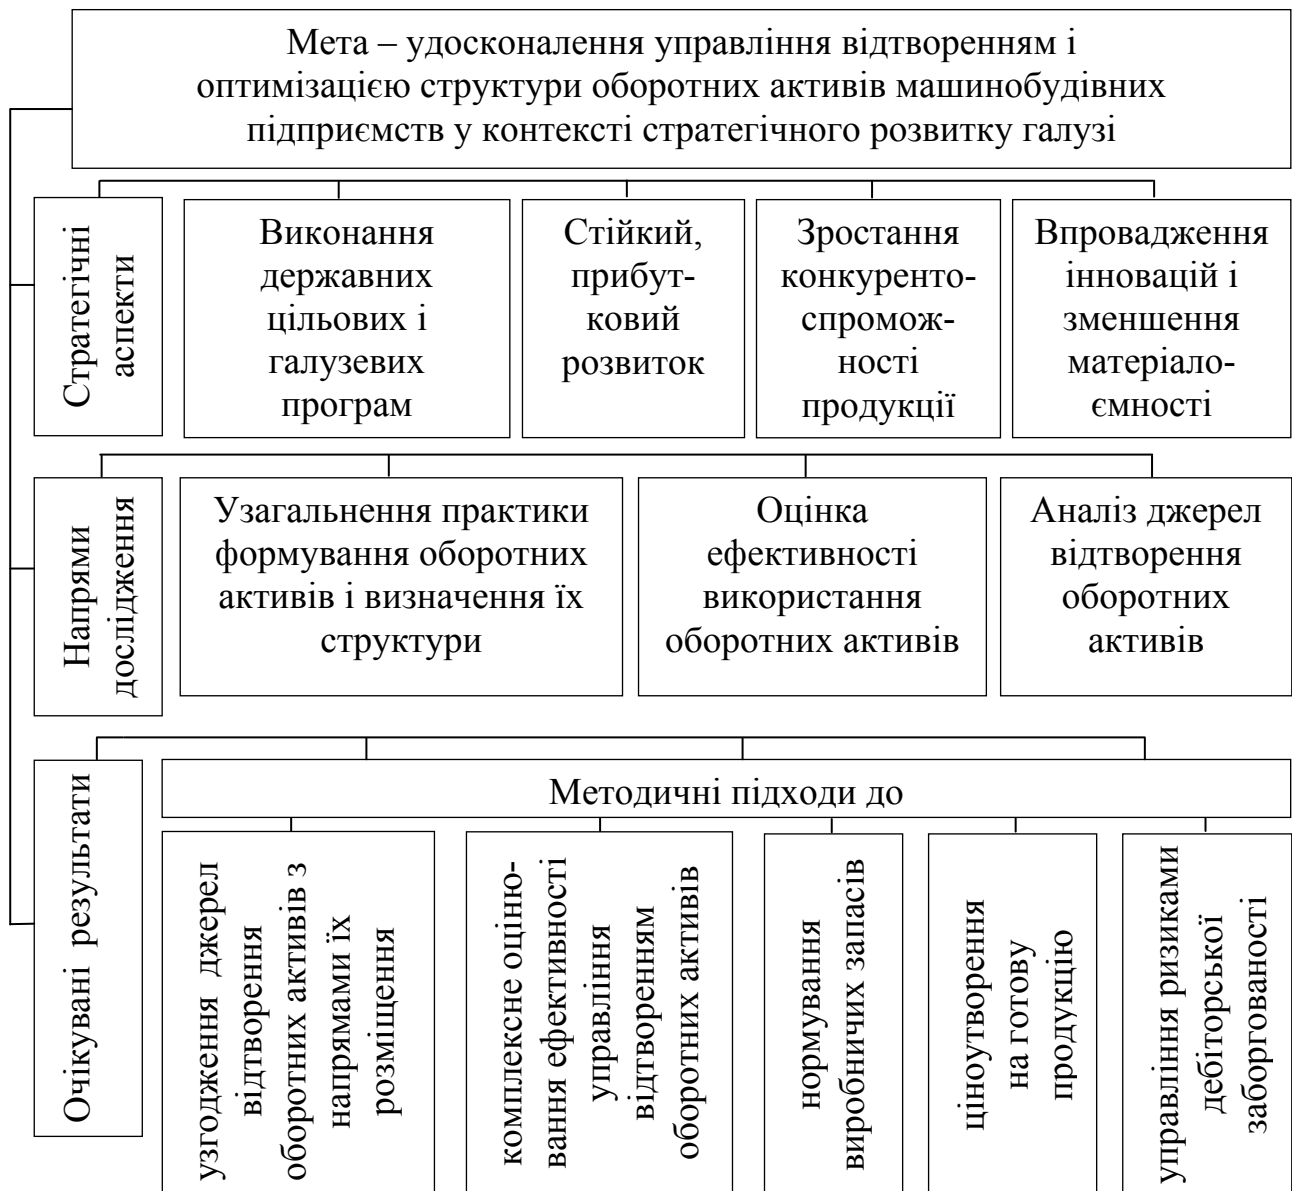 Мета – удосконалення управління відтворенням і
оптимізацією структури оборотних активів машинобудівних
підприємств у контексті стратегічного розвитку галузі
Стратегічні
аспекти
Виконання
державних
цільових і
галузевих
програм
Стійкий,
прибут-
ковий
розвиток
Зростання
конкуренто-
спромож-
ності
продукції
Впровадження
інновацій і
зменшення
матеріало-
ємності
Напрями
дослідження
Узагальнення практики
формування оборотних
активів і визначення їх
структури
Оцінка
ефективності
використання
оборотних активів
Аналіз джерел
відтворення
оборотних
активів
Очікувані результати
Методичні підходи до
узгодження джерел
відтворення
оборотних активів з
напрямами їх
розміщення
комплексне оціню-
вання ефективності
управління
відтворенням
оборотних активів
нормування
виробничих запасів
ціноутворення
на готову
продукцію
управління ризиками
дебіторської
заборгованості